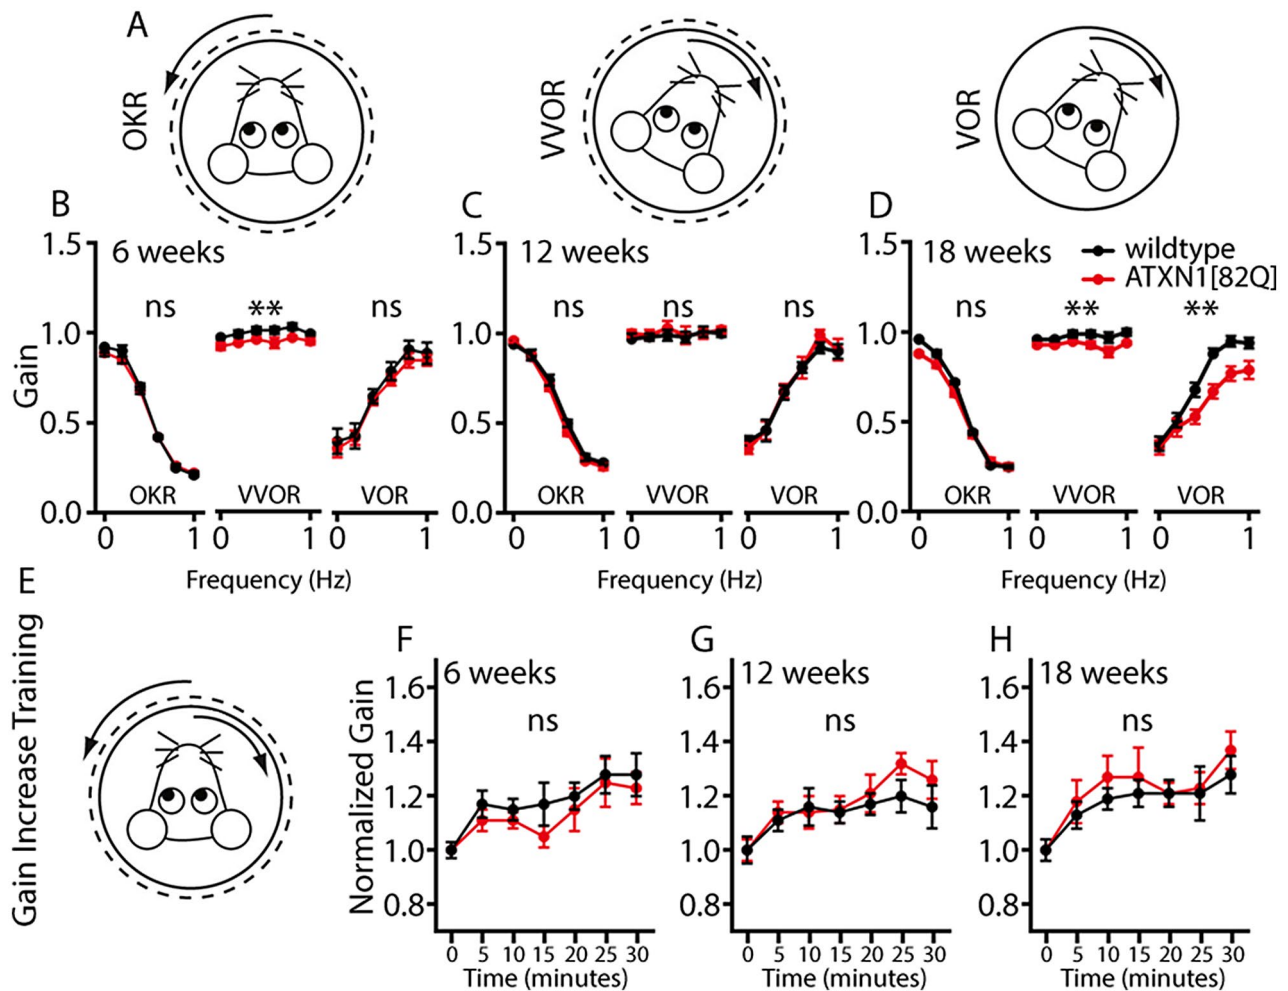 A
OKR
VVOR
VOR
B
C
D
1.5
6 weeks
1.5
12 weeks
1.5
18 weeks
wildtype
ATXN1[82Q]
ns
**
ns
ns
ns
ns
ns
**
**
1.0
1.0
1.0
Gain
0.5
0.5
0.5
OKR
VVOR
VOR
OKR
VVOR
VOR
OKR
VVOR
VOR
0.0
0.0
0.0
0 1 0 1 0 1
0 1 0 1 0 1
0 1 0 1 0 1
Frequency (Hz)
Frequency (Hz)
Frequency (Hz)
E
Gain Increase Training
F
G
H
6 weeks
12 weeks
18 weeks
1.6
1.6
1.6
ns
ns
ns
1.4
1.4
1.4
Normalized Gain
1.2
1.2
1.2
1.0
1.0
1.0
0.8
0.8
0.8
0 5 10 15 20 25 30
0 5 10 15 20 25 30
0 5 10 15 20 25 30
Time (minutes)
Time (minutes)
Time (minutes)